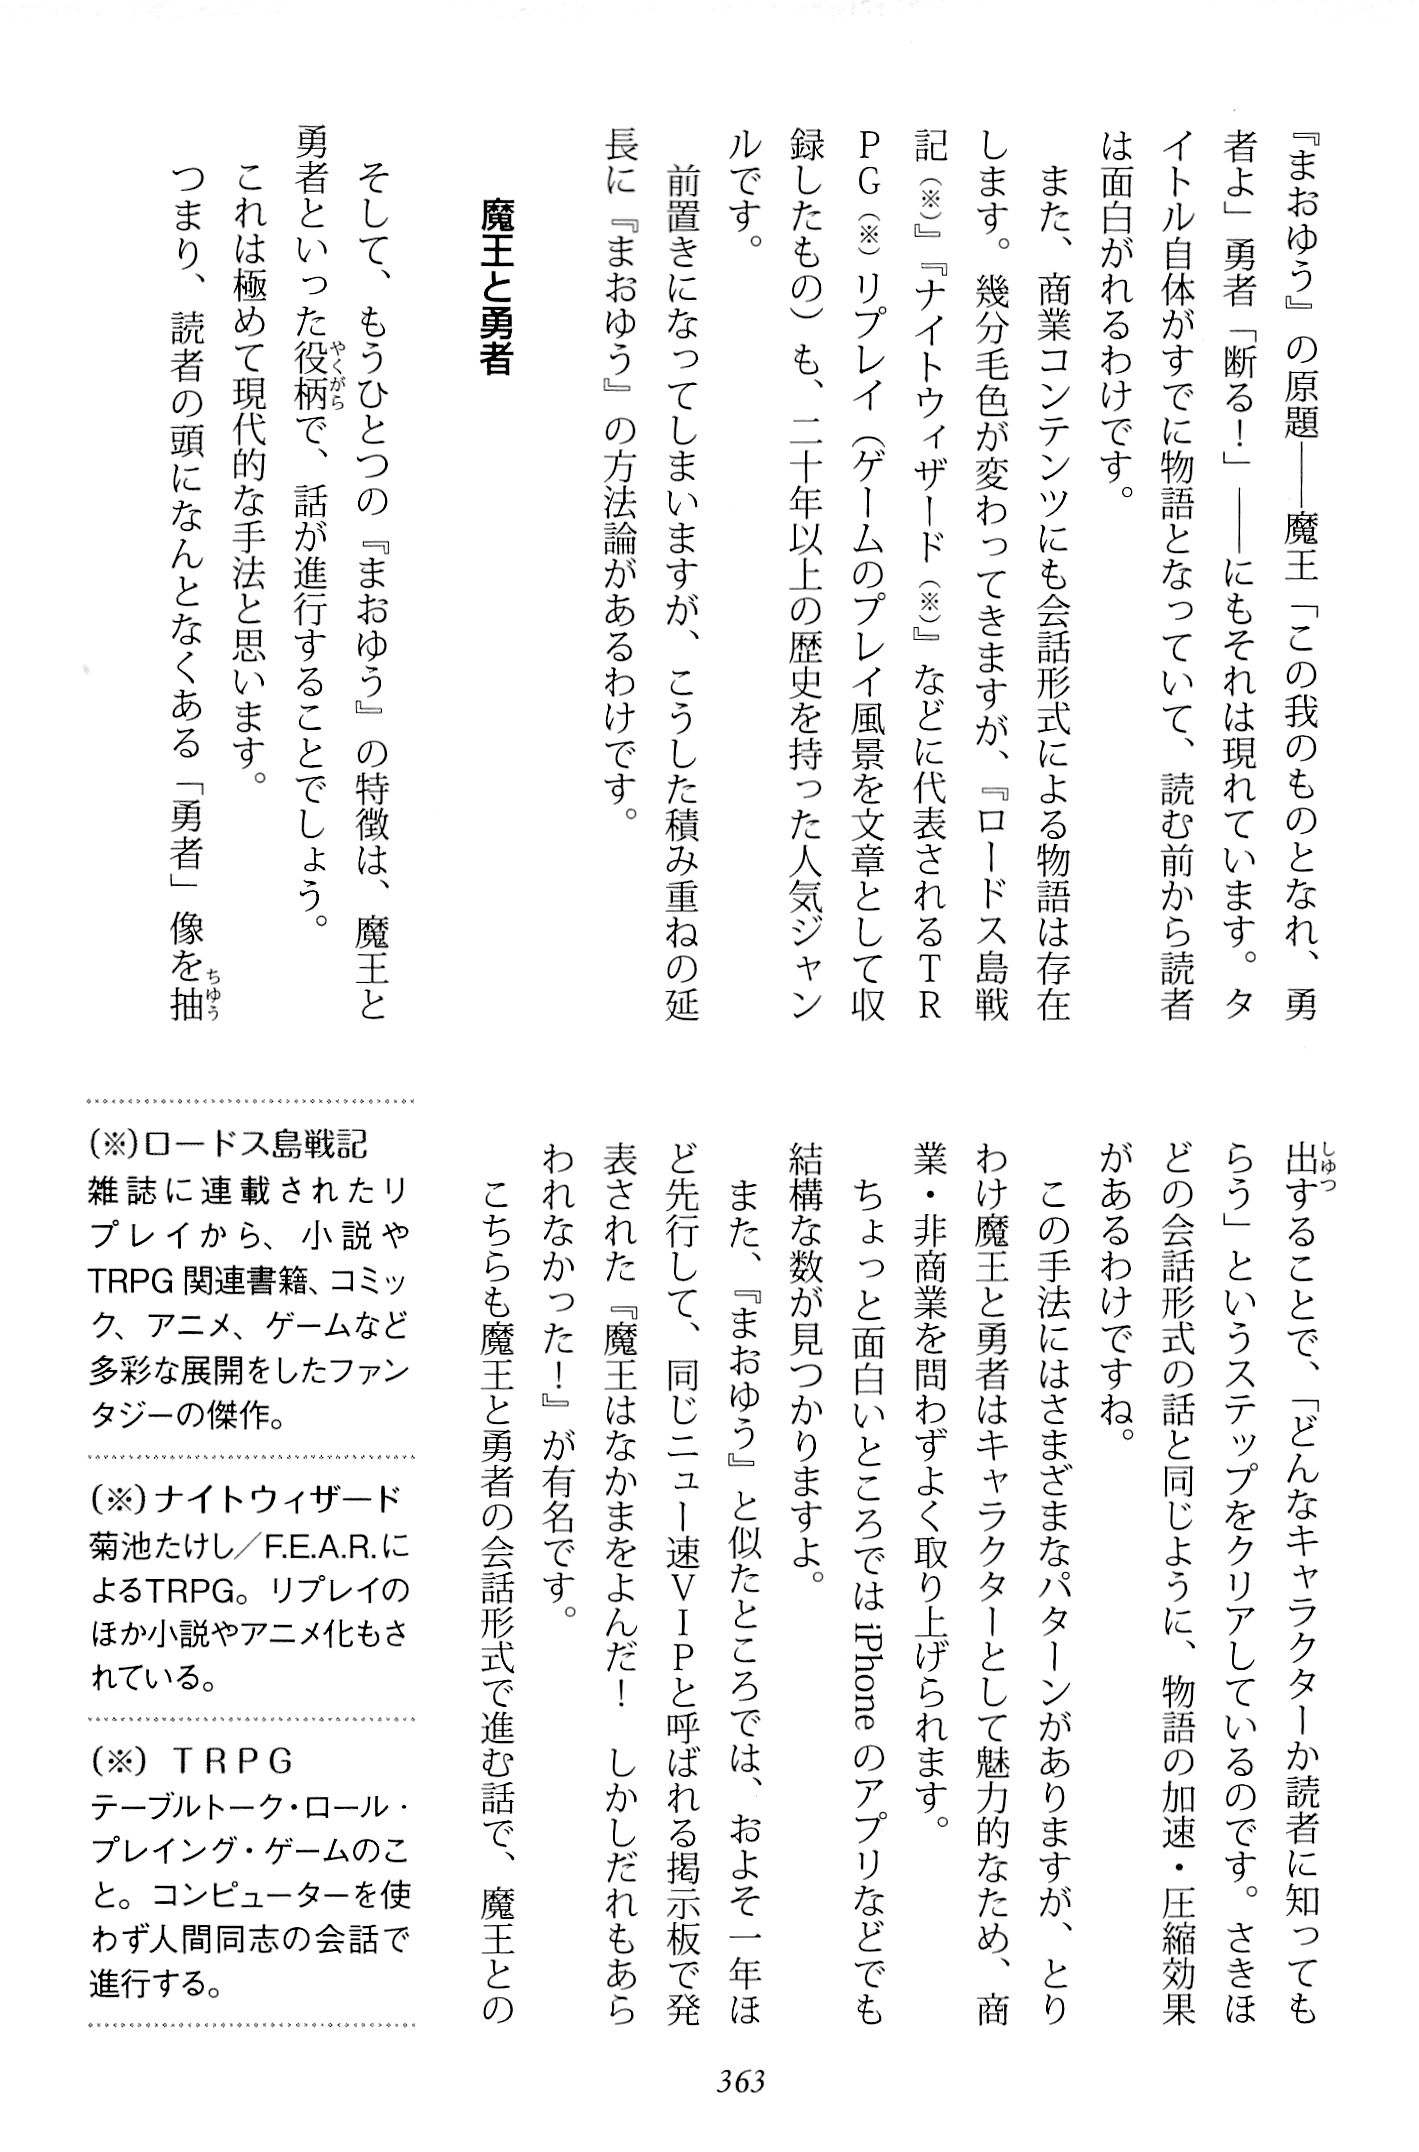 『まおゆう』の原題――魔王「この我のものとなれ、勇
者よ」勇者「断る！」――にもそれは現れています。タ
イトル自体がすでに物語となっていて、読む前から読者
は面白がれるわけです。
また、商業コンテンツにも会話形式による物語は存在
します。幾分毛色が変わってきますが、『ロードス島戦
記（※）』『ナイトウィザード（※）』などに代表されるTR
PG（※）リプレイ（ゲームのプレイ風景を文章として収
録したもの）も、二十年以上の歴史を持った人気ジャン
ルです。
前置きになってしまいますが、こうした積み重ねの延
長に『まおゆう』の方法論があるわけです。
魔王と勇者
そして、もうひとつの『まおゆう』の特徴は、魔王と
勇者といった役柄で、話が進行することでしょう。
やくがら
これは極めて現代的な手法と思います。
つまり、読者の頭になんとなくある「勇者」像を抽
ちゆう
出することで、「どんなキャラクターか読者に知っても
しゆつ
らう」というステップをクリアしているのです。さきほ
どの会話形式の話と同じように、物語の加速・圧縮効果
があるわけですね。
この手法にはさまざまなパターンがありますが、とり
わけ魔王と勇者はキャラクターとして魅力的なため、商
業・非商業を問わずよく取り上げられます。
ちょっと面白いところではiPhoneのアプリなどでも
結構な数が見つかりますよ。
また、『まおゆう』と似たところでは、およそ一年ほ
ど先行して、同じニュー速VIPと呼ばれる掲示板で発
表された『魔王はなかまをよんだ！　しかしだれもあら
われなかった！』が有名です。
こちらも魔王と勇者の会話形式で進む話で、魔王との
（※）ロードス島戦記
雑誌に連載されたリ
プレイから、小説や
TRPG関連書籍、コミッ
ク、アニメ、ゲームなど
多彩な展開をしたファン
タジーの傑作。
（※）ナイトウィザード
菊池たけし／F.E.A.R.に
よるTRPG。リプレイの
ほか小説やアニメ化もさ
れている。
（※）TRPG
テーブルトーク・ロール・
プレイング・ゲームのこ
と。コンピューターを使
わず人間同志の会話で
進行する。
363